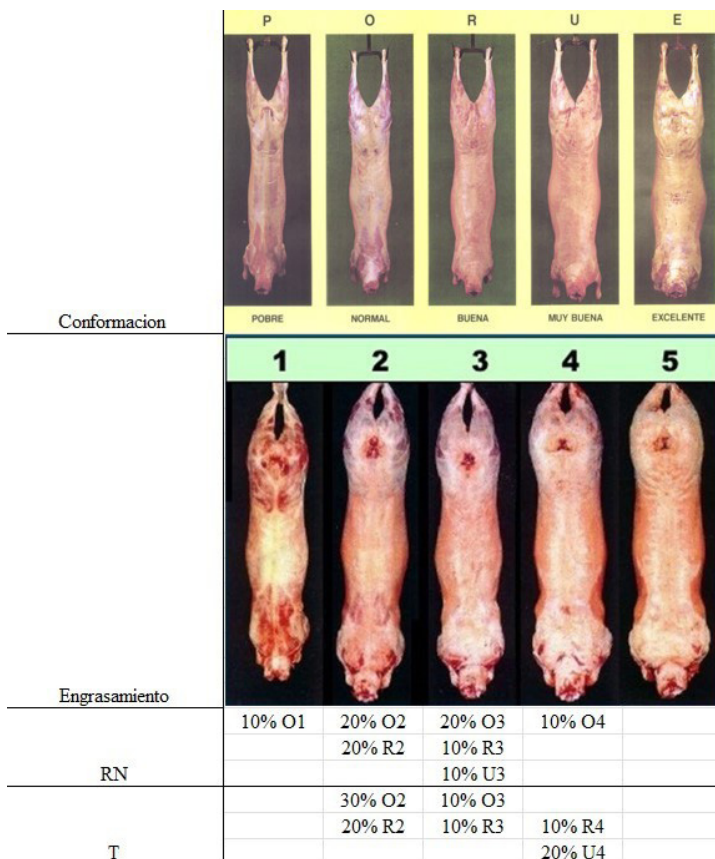 P O R U E
Conformacion POBRE NORMAL BUENA MUY BUENA EXCELENTE
1 2 3 4 5
Engrasamiento
10% O1 20% O2 20% O3 10% O4
20% R2 10% R3
RN 10% U3
30% O2 10% O3
20% R2 10% R3 10% R4
T 20% U4